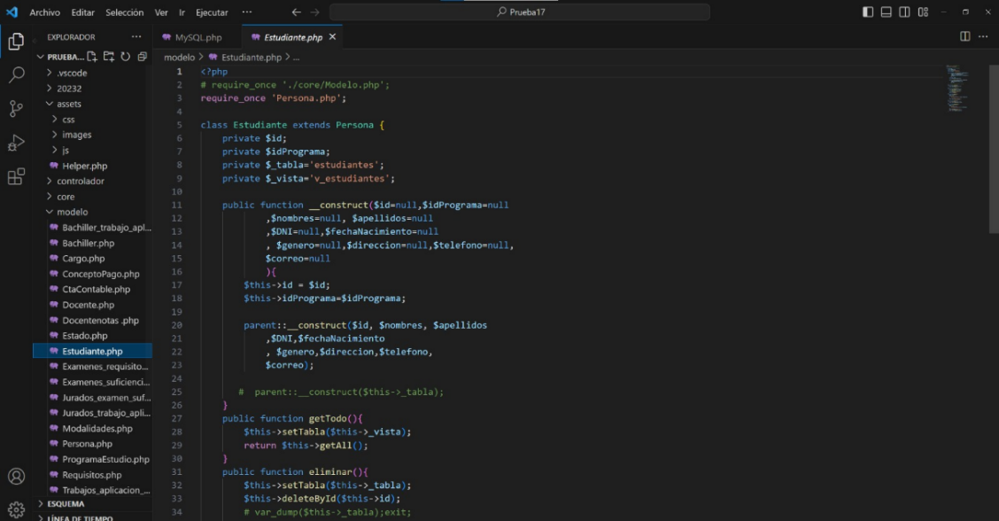 Archivo Editar Selección Ver Ir Ejecutar ··· ← → Prueba17
EXPLORADOR ···
PRUEBA...
.vscode
20232
assets
css
images
js
Helper.php
controlador
core
modelo
Bachiller_trabajo_apl...
Bachiller.php
Cargo.php
ConceptoPago.php
CtaContable.php
Docente.php
Docentenotas .php
Estado.php
Estudiante.php
Examenes_requisito...
Examenes_suficienci...
Jurados_examen_suf...
Jurados_trabajo_apli...
Modalidades.php
Persona.php
ProgramaEstudio.php
Requisitos.php
Trabajos_aplicacion_...
ESQUEMA
LÍNEA DE TIEMPO
MySQL.php Estudiante.php ×
modelo > Estudiante.php > ...
1 <?php
2 # require_once './core/Modelo.php';
3 require_once 'Persona.php';
4
5 class Estudiante extends Persona {
6 private $id;
7 private $idPrograma;
8 private $_tabla='estudiantes';
9 private $_vista='v_estudiantes';
10
11 public function __construct($id=null,$idPrograma=null
12 ,$nombres=null, $apellidos=null
13 ,$DNI=null,$fechaNacimiento=null
14 , $genero=null,$direccion=null,$telefono=null,
15 $correo=null
16 ){
17 $this->id = $id;
18 $this->idPrograma=$idPrograma;
19
20 parent::__construct($id, $nombres, $apellidos
21 ,$DNI,$fechaNacimiento
22 , $genero,$direccion,$telefono,
23 $correo);
24
25 # parent::__construct($this->_tabla);
26 }
27 public function getTodo(){
28 $this->setTabla($this->_vista);
29 return $this->getAll();
30 }
31 public function eliminar(){
32 $this->setTabla($this->_tabla);
33 $this->deleteById($this->id);
34 # var_dump($this->_tabla);exit;